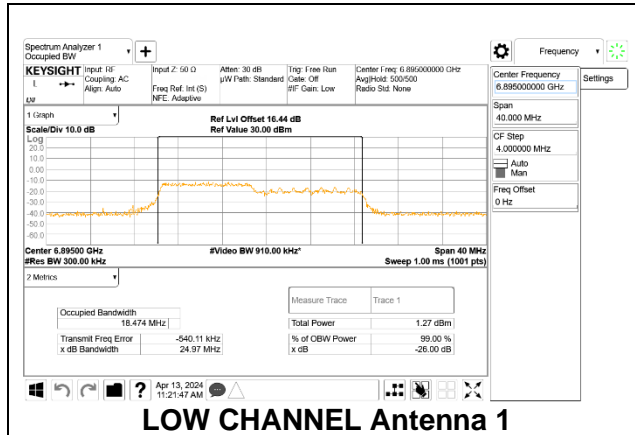 Spectrum Analyzer 1
Occupied BW
+
Frequency
KEYSIGHT Input: RF Input Z: 50 Ω Atten: 30 dB Trig: Free Run Center Freq: 6.895000000 GHz
L Coupling: AC µW Path: Standard Gate: Off Avg|Hold: 500/500
Align: Auto Freq Ref: Int (S) #IF Gain: Low Radio Std: None
NFE: Adaptive
Center Frequency
6.895000000 GHz
Settings
Span
40.000 MHz
CF Step
4.000000 MHz
Auto
Man
Freq Offset
0 Hz
1 Graph
Ref Lvl Offset 16.44 dB
Scale/Div 10.0 dB Ref Value 30.00 dBm
Log
20.0
10.0
0.00
-10.0
-20.0
-30.0
-40.0
-50.0
-60.0
Center 6.89500 GHz #Video BW 910.00 kHz* Span 40 MHz
#Res BW 300.00 kHz Sweep 1.00 ms (1001 pts)
2 Metrics
Measure Trace Trace 1
Occupied Bandwidth
18.474 MHz Total Power 1.27 dBm
Transmit Freq Error -540.11 kHz % of OBW Power 99.00 %
x dB Bandwidth 24.97 MHz x dB -26.00 dB
? Apr 13, 2024
11:21:47 AM
LOW CHANNEL Antenna 1